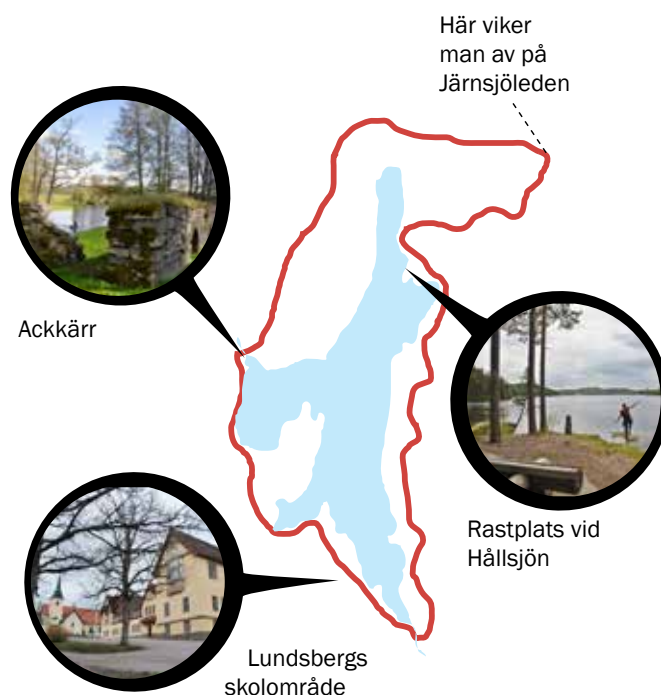 Här viker
man av på
Järnsjöleden
Ackkärr
Rastplats vid
Hållsjön
Lundsbergs
skolområde